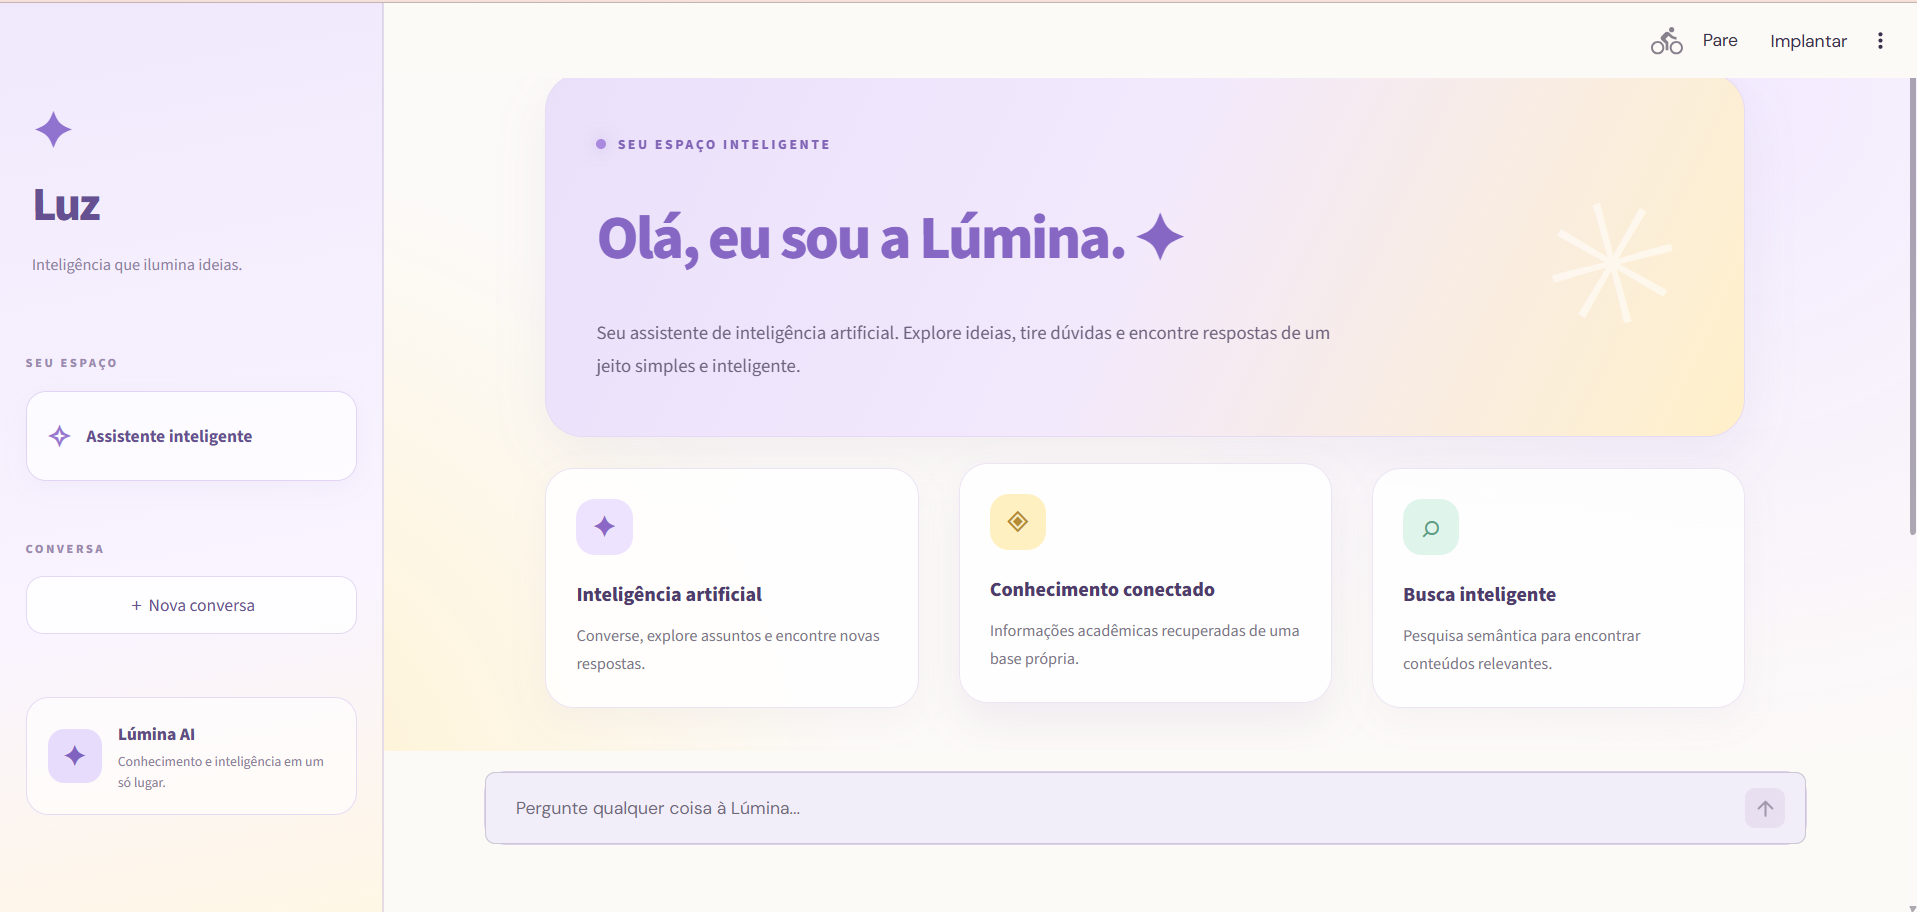 Pare
Implantar
Luz
Inteligência que ilumina ideias.
SEU ESPAÇO
Assistente inteligente
CONVERSA
+ Nova conversa
Lúmina AI
Conhecimento e inteligência em um
só lugar.
SEU ESPAÇO INTELIGENTE
Olá, eu sou a Lúmina.
Seu assistente de inteligência artificial. Explore ideias, tire dúvidas e encontre respostas de um
jeito simples e inteligente.
Inteligência artificial
Converse, explore assuntos e encontre novas
respostas.
Conhecimento conectado
Informações acadêmicas recuperadas de uma
base própria.
Busca inteligente
Pesquisa semântica para encontrar
conteúdos relevantes.
Pergunte qualquer coisa à Lúmina...